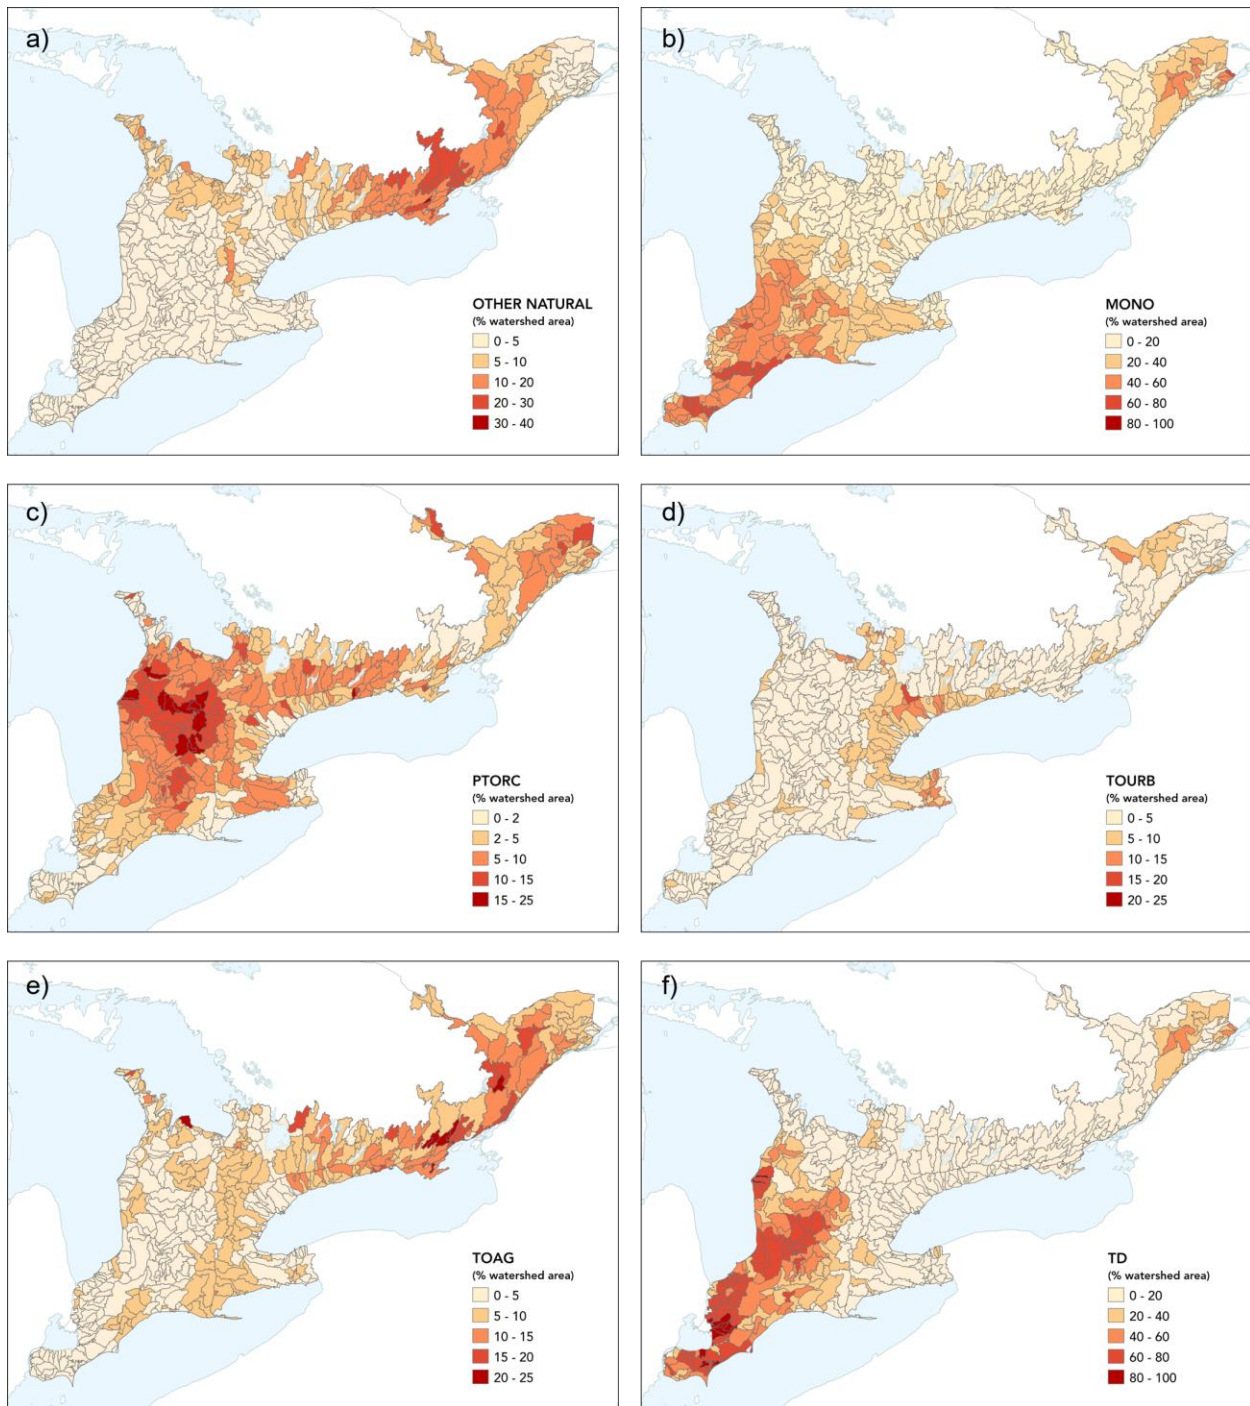 a)
OTHER NATURAL
(% watershed area)
0 - 5
5 - 10
10 - 20
20 - 30
30 - 40
b)
MONO
(% watershed area)
0 - 20
20 - 40
40 - 60
60 - 80
80 - 100
c)
PTORC
(% watershed area)
0 - 2
2 - 5
5 - 10
10 - 15
15 - 25
d)
TOURB
(% watershed area)
0 - 5
5 - 10
10 - 15
15 - 20
20 - 25
e)
TOAG
(% watershed area)
0 - 5
5 - 10
10 - 15
15 - 20
20 - 25
f)
TD
(% watershed area)
0 - 20
20 - 40
40 - 60
60 - 80
80 - 100